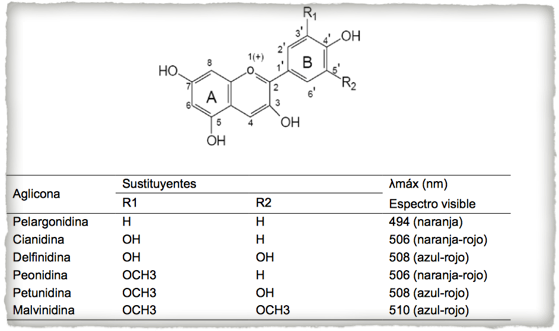 R1
3' 4' OH
8 1(+) 2' B
HO O 1' 5' R2
7 2 6'
A 3
6 OH
5 4
OH
Sustituyentes λmáx (nm)
Aglicona R1 R2 Espectro visible
Pelargonidina H H 494 (naranja)
Cianidina OH H 506 (naranja-rojo)
Delfinidina OH OH 508 (azul-rojo)
Peonidina OCH3 H 506 (naranja-rojo)
Petunidina OCH3 OH 508 (azul-rojo)
Malvinidina OCH3 OCH3 510 (azul-rojo)